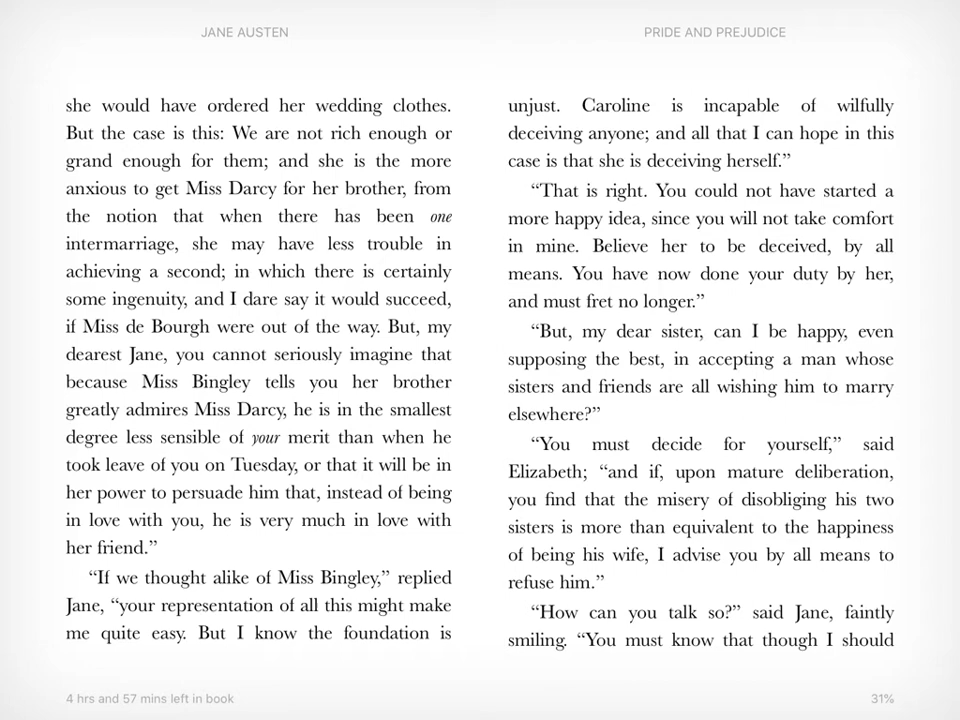 JANE AUSTEN
PRIDE AND PREJUDICE
she would have ordered her wedding clothes.
But the case is this: We are not rich enough or
grand enough for them; and she is the more
anxious to get Miss Darcy for her brother, from
the notion that when there has been one
intermarriage, she may have less trouble in
achieving a second; in which there is certainly
some ingenuity, and I dare say it would succeed,
if Miss de Bourgh were out of the way. But, my
dearest Jane, you cannot seriously imagine that
because Miss Bingley tells you her brother
greatly admires Miss Darcy, he is in the smallest
degree less sensible of your merit than when he
took leave of you on Tuesday, or that it will be in
her power to persuade him that, instead of being
in love with you, he is very much in love with
her friend.”
“If we thought alike of Miss Bingley,” replied
Jane, “your representation of all this might make
me quite easy. But I know the foundation is
unjust. Caroline is incapable of wilfully
deceiving anyone; and all that I can hope in this
case is that she is deceiving herself.”
“That is right. You could not have started a
more happy idea, since you will not take comfort
in mine. Believe her to be deceived, by all
means. You have now done your duty by her,
and must fret no longer.”
“But, my dear sister, can I be happy, even
supposing the best, in accepting a man whose
sisters and friends are all wishing him to marry
elsewhere?”
“You must decide for yourself,” said
Elizabeth; “and if, upon mature deliberation,
you find that the misery of disobliging his two
sisters is more than equivalent to the happiness
of being his wife, I advise you by all means to
refuse him.”
“How can you talk so?” said Jane, faintly
smiling. “You must know that though I should
4 hrs and 57 mins left in book
31%